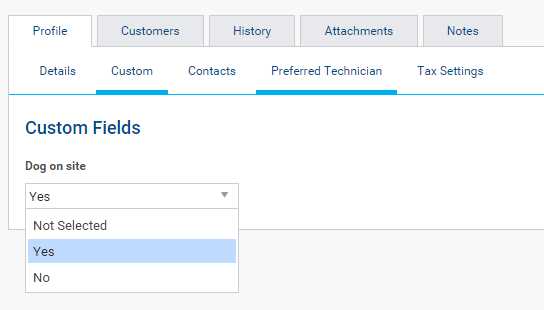 Profile Customers History Attachments Notes
Details Custom Contacts Preferred Technician Tax Settings
Custom Fields
Dog on site
Yes
Not Selected
Yes
No